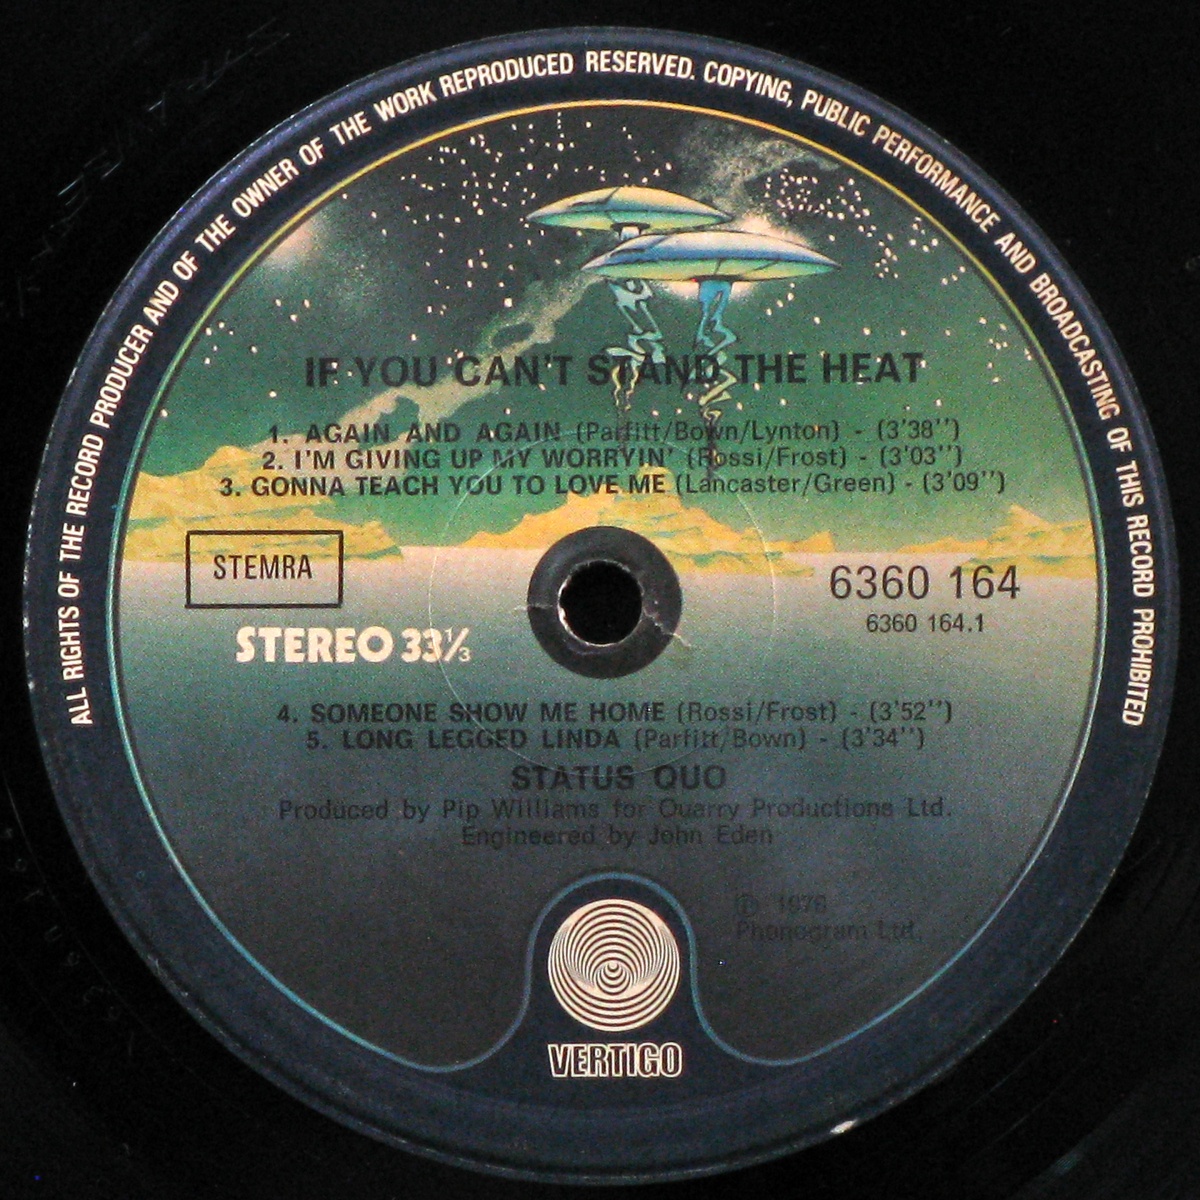 ALL RIGHTS OF THE RECORD PRODUCER AND OF THE OWNER OF THE WORK REPRODUCED RESERVED. COPYING, PUBLIC PERFORMANCE AND BROADCASTING OF THIS RECORD PROHIBITED
IF YOU CAN'T STAND THE HEAT
1. AGAIN AND AGAIN (Parfitt/Bown/Lynton) - (3'38'')
2. I'M GIVING UP MY WORRYIN' (Rossi/Frost) - (3'03'')
3. GONNA TEACH YOU TO LOVE ME (Lancaster/Green) - (3'09'')
STEMRA
6360 164
6360 164.1
STEREO 33⅓
4. SOMEONE SHOW ME HOME (Rossi/Frost) - (3'52'')
5. LONG LEGGED LINDA (Parfitt/Bown) - (3'34'')
STATUS QUO
Produced by Pip Williams for Quarry Productions Ltd.
Engineered by John Eden
℗ 1978
Phonogram Ltd.
VERTIGO